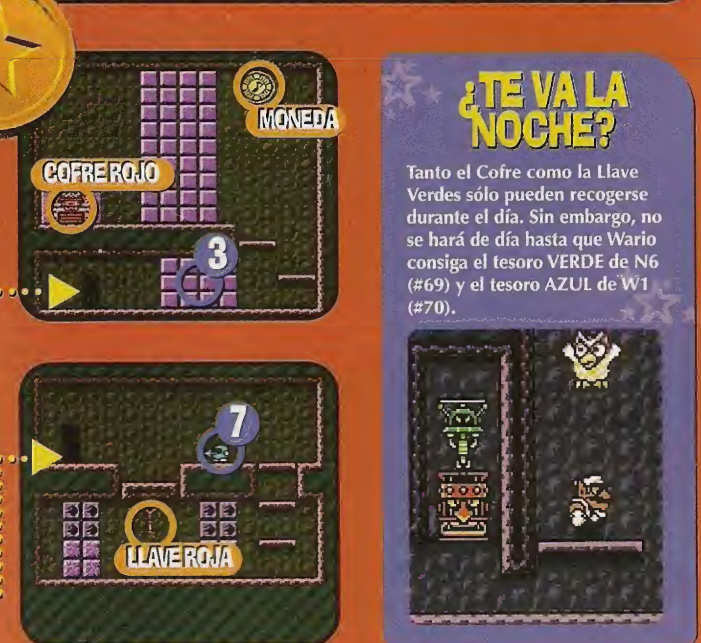 MONEDA
COFRE ROJO
3
7
LLAVE ROJA
¿TE VA LA
NOCHE?
Tanto el Cofre como la Llave
Verdes sólo pueden recogerse
durante el día. Sin embargo, no
se hará de día hasta que Wario
consiga el tesoro VERDE de N6
(#69) y el tesoro AZUL de W1
(#70).